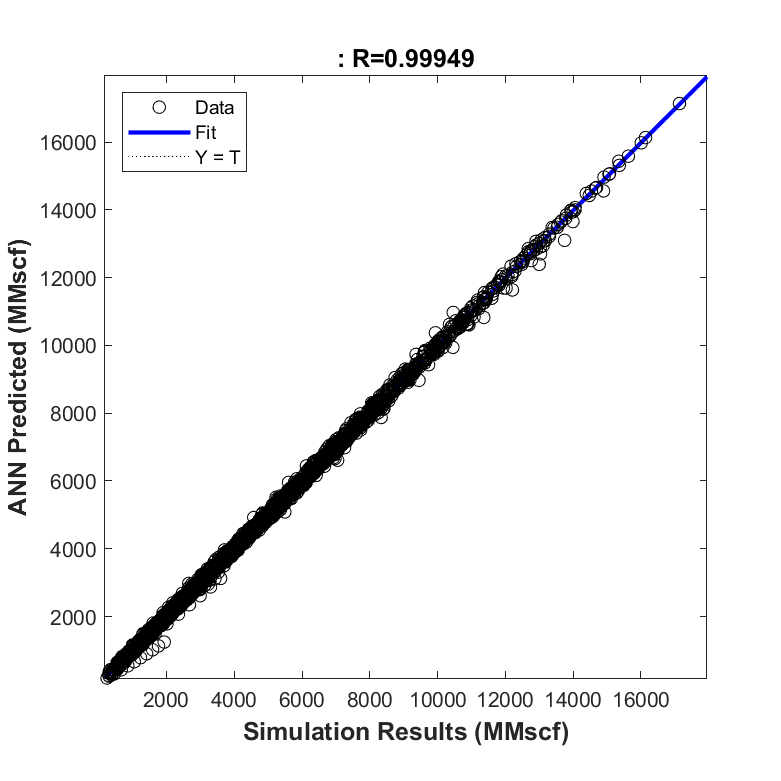 : R=0.99949
Data
Fit
Y = T
ANN Predicted (MMscf)
16000
14000
12000
10000
8000
6000
4000
2000
2000 4000 6000 8000 10000 12000 14000 16000
Simulation Results (MMscf)